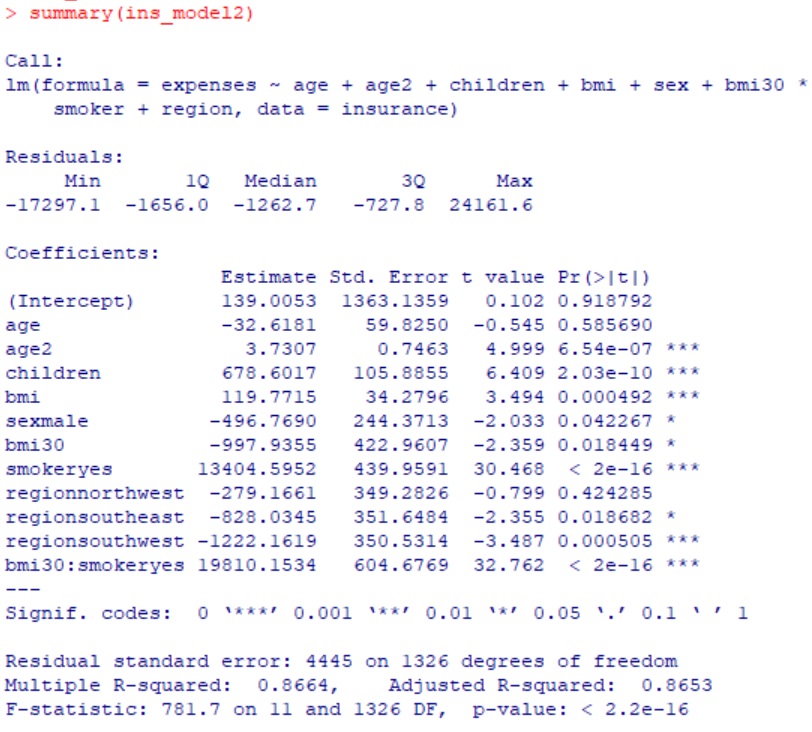 > summary(ins_model2)
Call:
lm(formula = expenses ~ age + age2 + children + bmi + sex + bmi30 *
    smoker + region, data = insurance)
Residuals:
     Min       1Q   Median       3Q      Max
-17297.1  -1656.0  -1262.7   -727.8  24161.6
Coefficients:
                  Estimate Std. Error t value Pr(>|t|)
(Intercept)       139.0053  1363.1359   0.102 0.918792
age               -32.6181    59.8250  -0.545 0.585690
age2                3.7307     0.7463   4.999 6.54e-07 ***
children          678.6017   105.8855   6.409 2.03e-10 ***
bmi               119.7715    34.2796   3.494 0.000492 ***
sexmale          -496.7690   244.3713  -2.033 0.042267 *
bmi30            -997.9355   422.9607  -2.359 0.018449 *
smokeryes       13404.5952   439.9591  30.468  < 2e-16 ***
regionnorthwest  -279.1661   349.2826  -0.799 0.424285
regionsoutheast  -828.0345   351.6484  -2.355 0.018682 *
regionsouthwest -1222.1619   350.5314  -3.487 0.000505 ***
bmi30:smokeryes 19810.1534   604.6769  32.762  < 2e-16 ***
---
Signif. codes:  0 ‘***’ 0.001 ‘**’ 0.01 ‘*’ 0.05 ‘.’ 0.1 ‘ ’ 1
Residual standard error: 4445 on 1326 degrees of freedom
Multiple R-squared:  0.8664,    Adjusted R-squared:  0.8653
F-statistic: 781.7 on 11 and 1326 DF,  p-value: < 2.2e-16